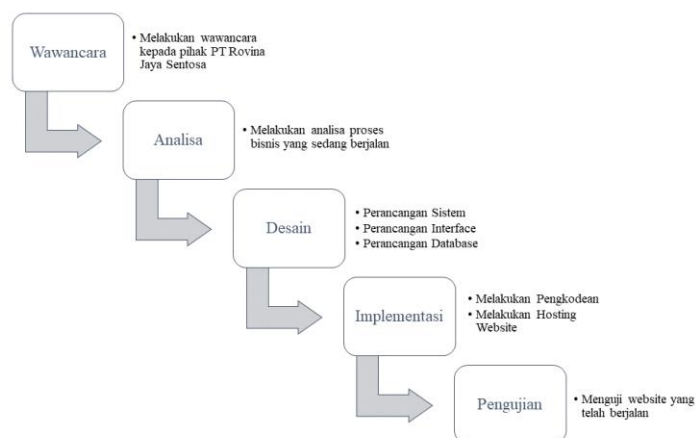 Wawancara
• Melakukan wawancara
kepada pihak PT Rovina
Jaya Sentosa
Analisa
• Melakukan analisa proses
bisnis yang sedang berjalan
Desain
• Perancangan Sistem
• Perancangan Interface
• Perancangan Database
Implementasi
• Melakukan Pengkodean
• Melakukan Hosting
Website
Pengujian
• Menguji website yang
telah berjalan